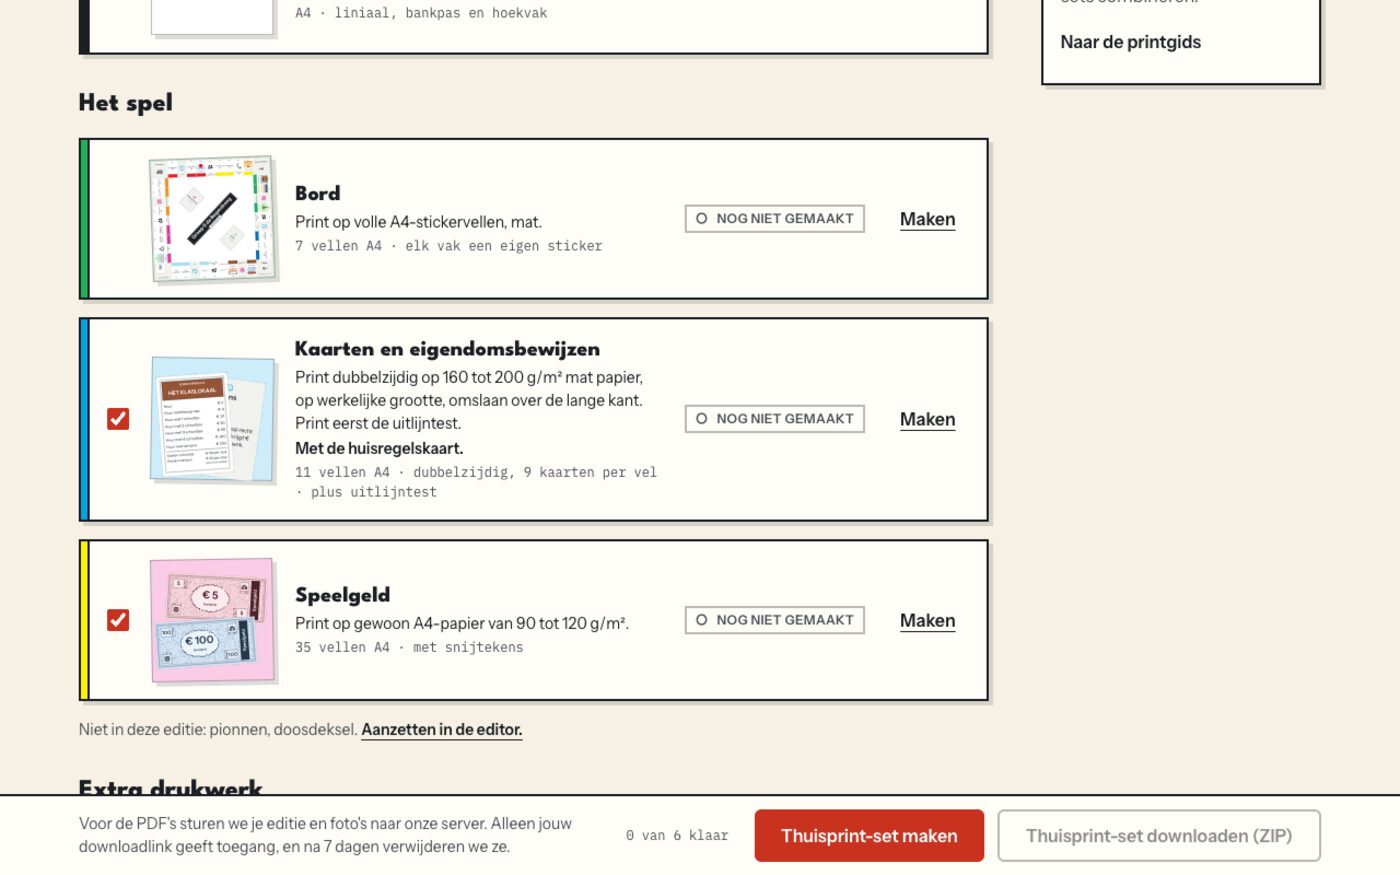 A4 · liniaal, bankpas en hoekvak
Naar de printgids
Het spel
Bord
Print op volle A4-stickervellen, mat.
7 vellen A4 · elk vak een eigen sticker
NOG NIET GEMAAKT
Maken
HET KLASLOKAAL
Kaarten en eigendomsbewijzen
Print dubbelzijdig op 160 tot 200 g/m² mat papier,
op werkelijke grootte, omslaan over de lange kant.
Print eerst de uitlijntest.
Met de huisregelskaart.
11 vellen A4 · dubbelzijdig, 9 kaarten per vel
· plus uitlijntest
NOG NIET GEMAAKT
Maken
€ 5
€ 100
Speelgeld
Print op gewoon A4-papier van 90 tot 120 g/m².
35 vellen A4 · met snijtekens
NOG NIET GEMAAKT
Maken
Niet in deze editie: pionnen, doosdeksel. Aanzetten in de editor.
Extra drukwerk
Voor de PDF's sturen we je editie en foto's naar onze server. Alleen jouw
downloadlink geeft toegang, en na 7 dagen verwijderen we ze.
0 van 6 klaar
Thuisprint-set maken
Thuisprint-set downloaden (ZIP)